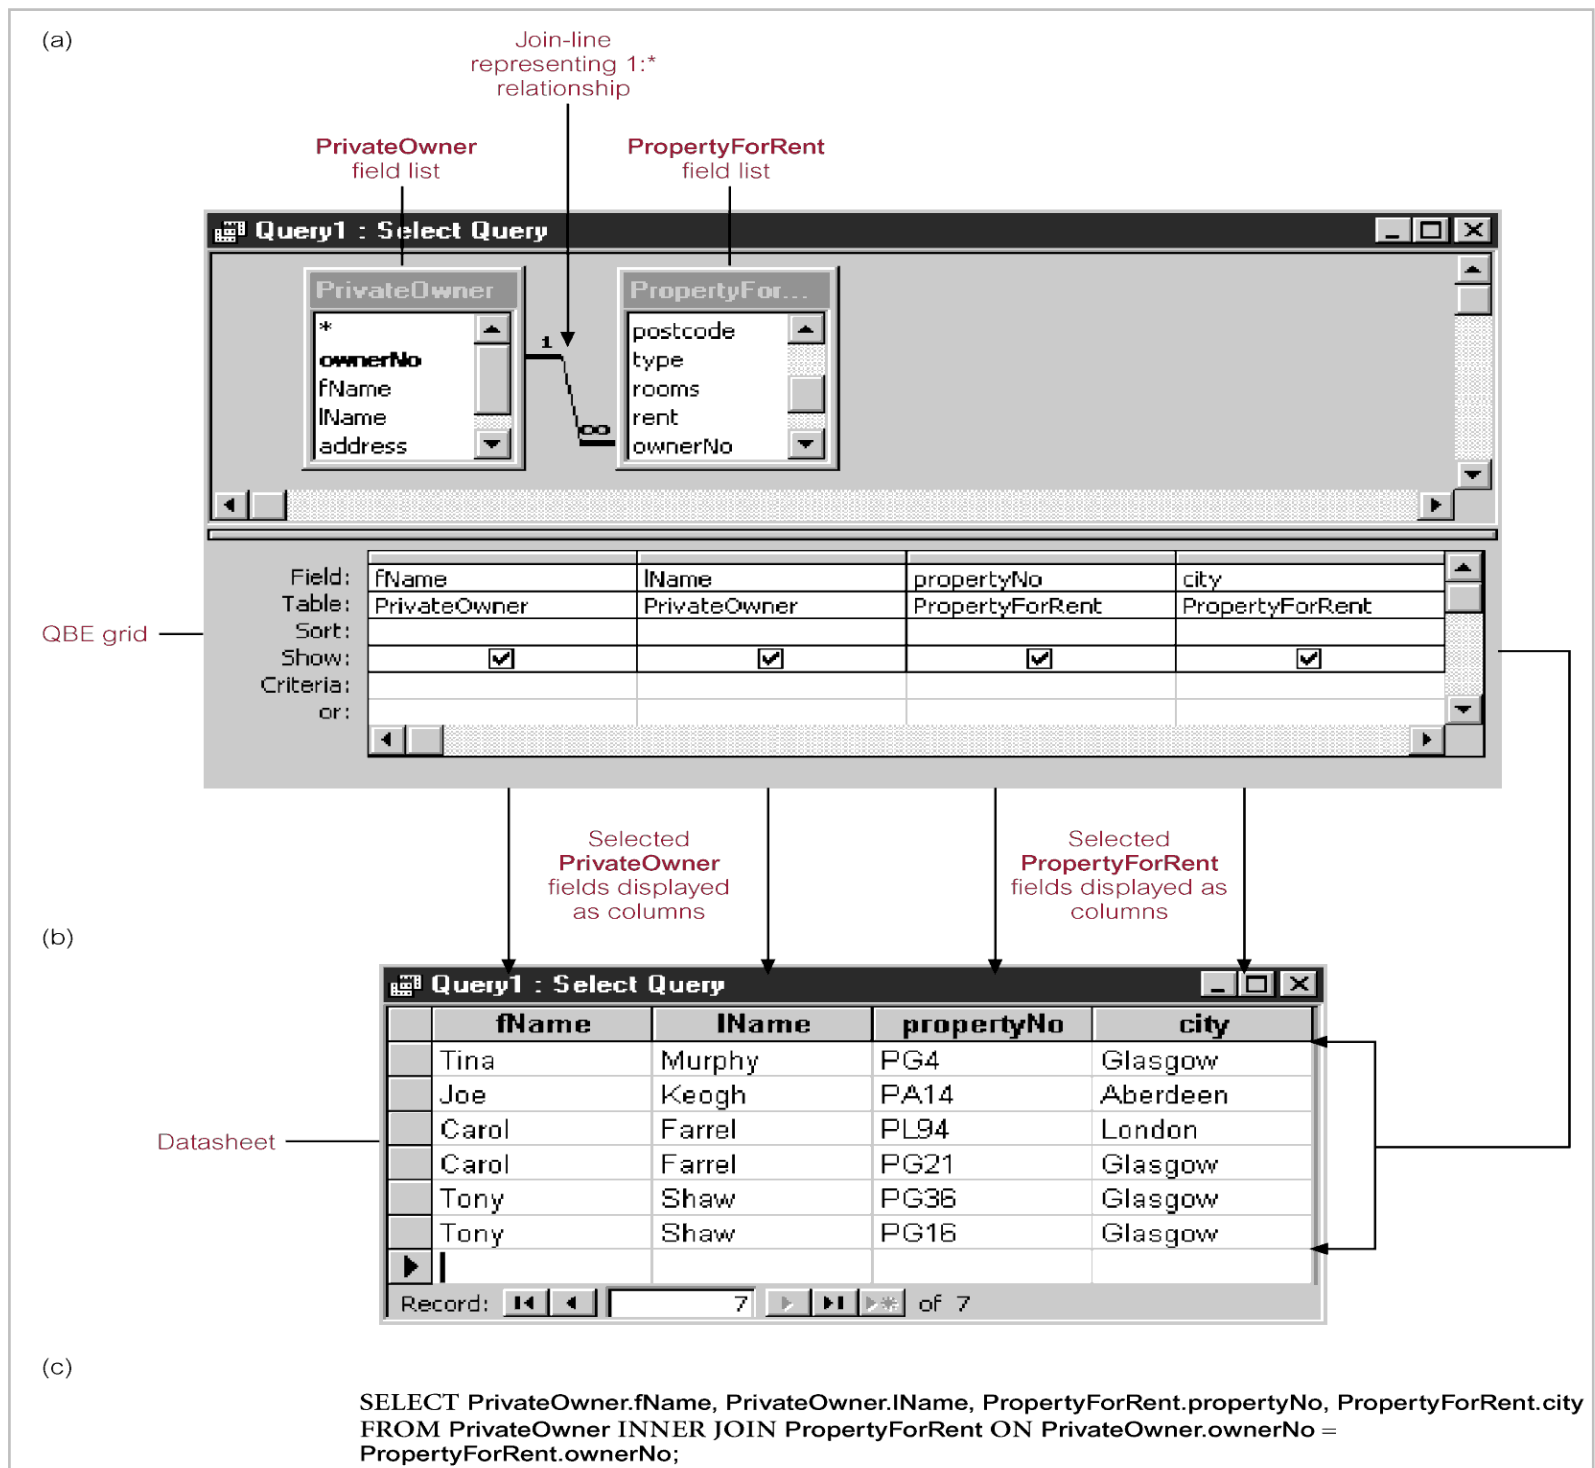 (a)
Join-line
representing 1:*
relationship
PrivateOwner
field list
PropertyForRent
field list
Query1 : Select Query
PrivateOwner
*
ownerNo
fName
lName
address
1
∞
PropertyFor...
postcode
type
rooms
rent
ownerNo
QBE grid
Field: fName lName propertyNo city
Table: PrivateOwner PrivateOwner PropertyForRent PropertyForRent
Sort:
Show:
Criteria:
or:
Selected
PrivateOwner
fields displayed
as columns
Selected
PropertyForRent
fields displayed as
columns
(b)
Datasheet
Query1 : Select Query
fName lName propertyNo city
Tina Murphy PG4 Glasgow
Joe Keogh PA14 Aberdeen
Carol Farrel PL94 London
Carol Farrel PG21 Glasgow
Tony Shaw PG36 Glasgow
Tony Shaw PG16 Glasgow
Record: 7 of 7
(c)
SELECT PrivateOwner.fName, PrivateOwner.lName, PropertyForRent.propertyNo, PropertyForRent.city
FROM PrivateOwner INNER JOIN PropertyForRent ON PrivateOwner.ownerNo =
PropertyForRent.ownerNo;